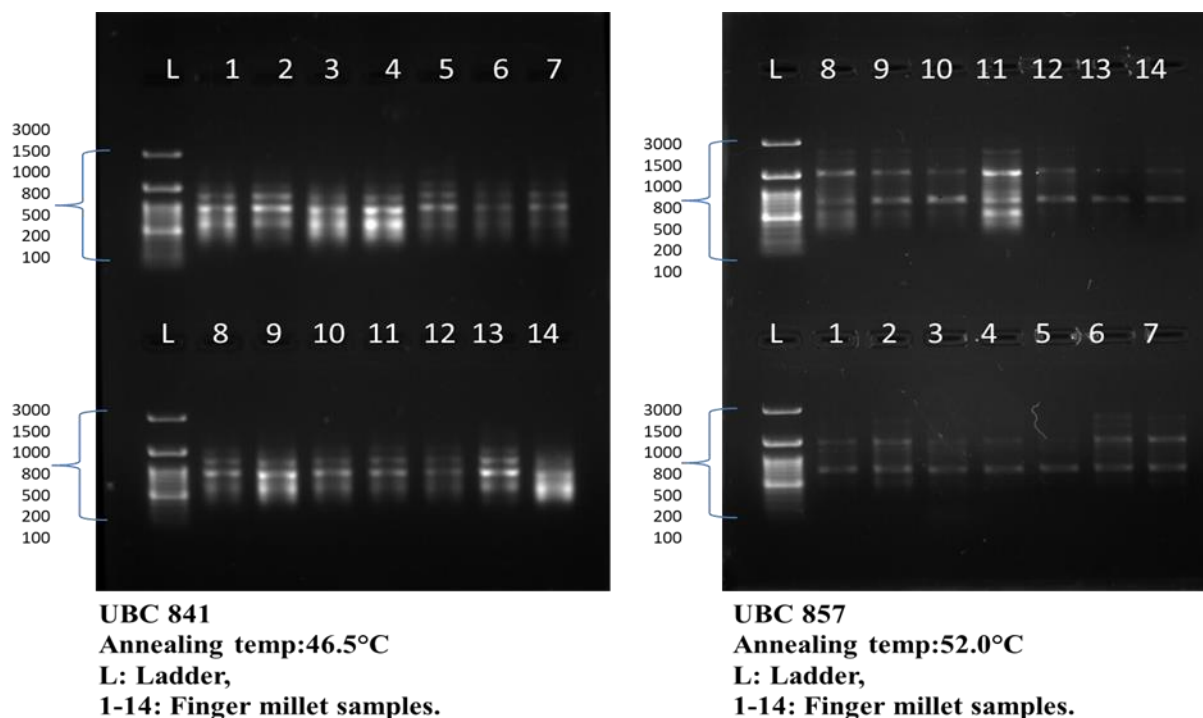 L 1 2 3 4 5 6 7
3000
1500
1000
800
500
200
100
L 8 9 10 11 12 13 14
3000
1500
1000
800
500
200
100
UBC 841
Annealing temp:46.5°C
L: Ladder,
1-14: Finger millet samples.
L 8 9 10 11 12 13 14
3000
1500
1000
800
500
200
100
L 1 2 3 4 5 6 7
3000
1500
1000
800
500
200
100
UBC 857
Annealing temp:52.0°C
L: Ladder,
1-14: Finger millet samples.